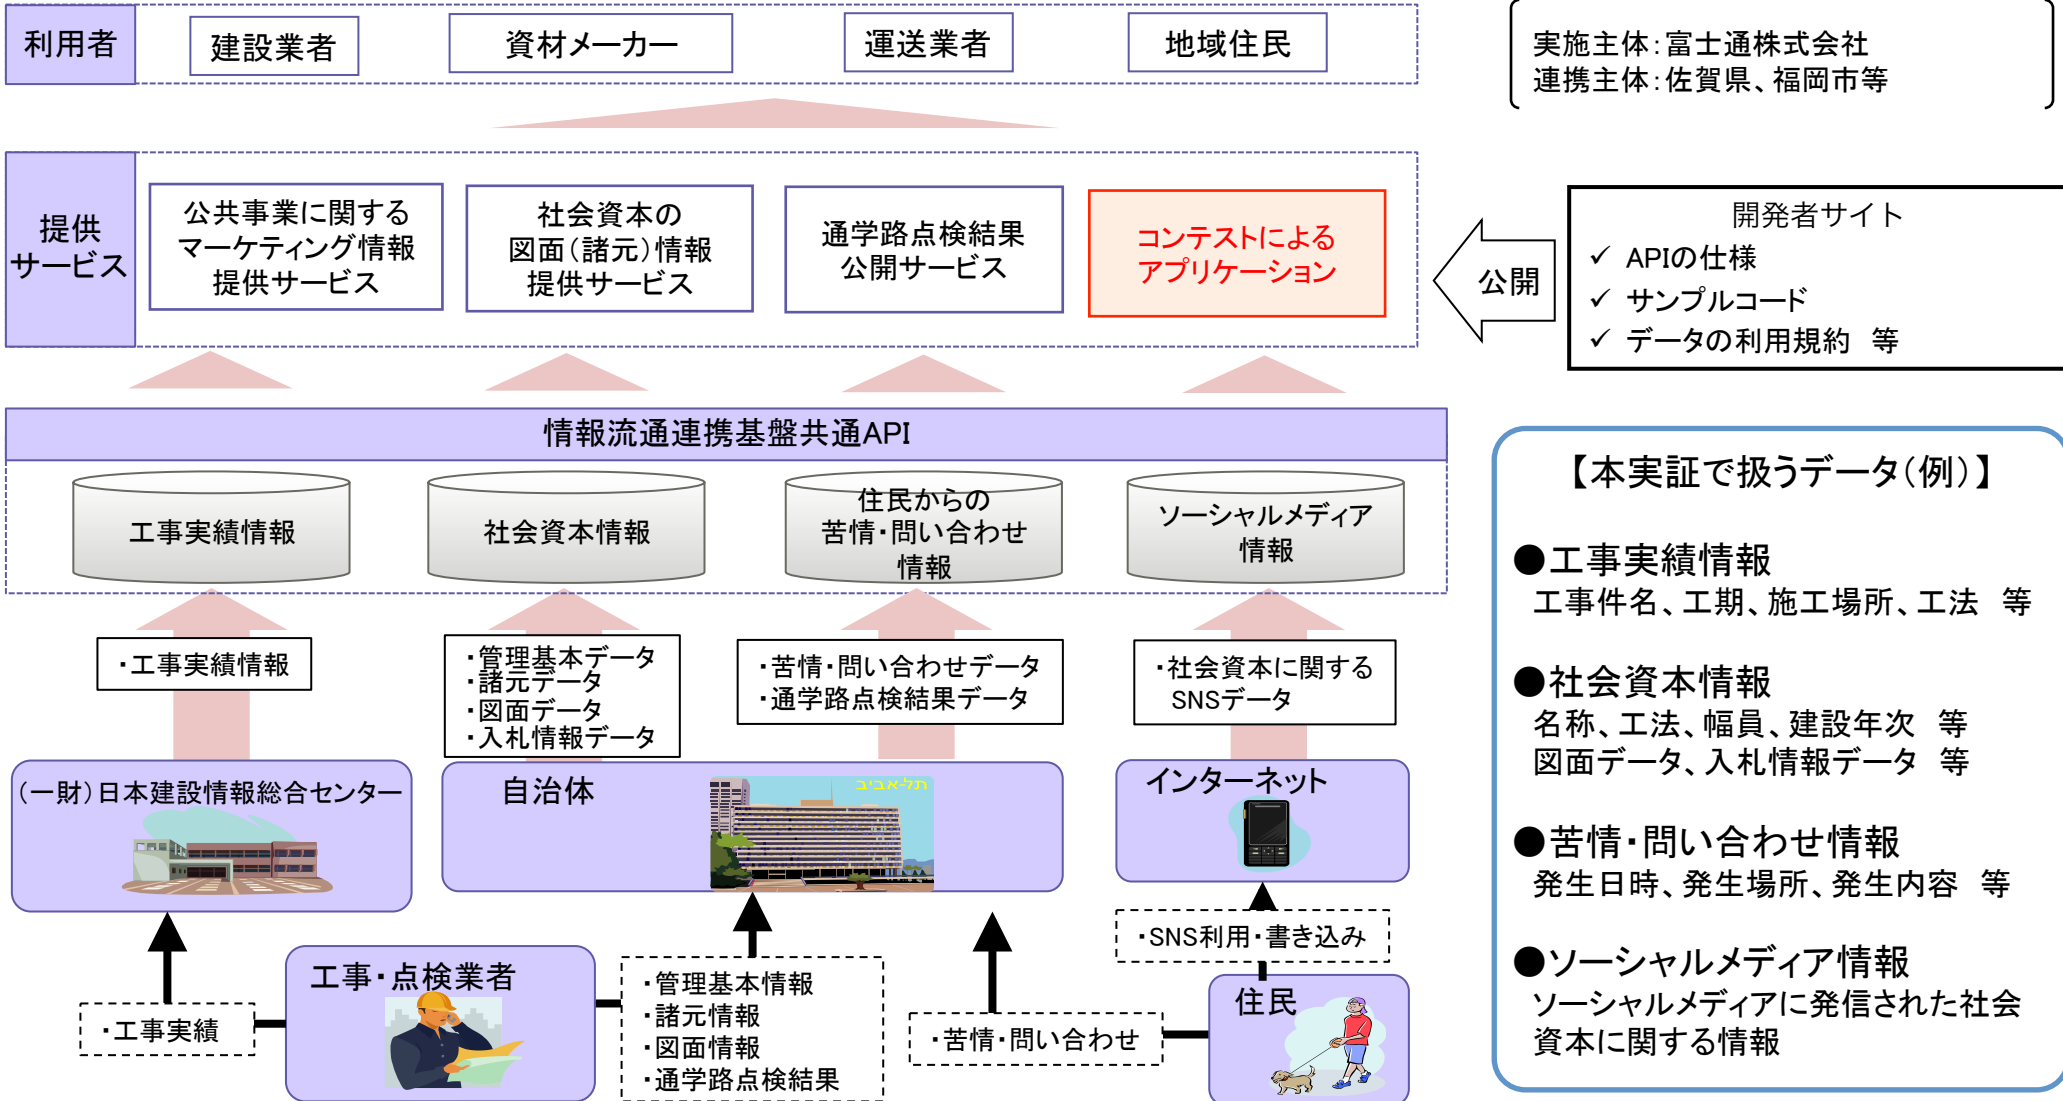 利用者
建設業者
資材メーカー
運送業者
地域住民
実施主体：富士通株式会社
連携主体：佐賀県、福岡市等
提供
サービス
公共事業に関する
マーケティング情報
提供サービス
社会資本の
図面（諸元）情報
提供サービス
通学路点検結果
公開サービス
コンテストによる
アプリケーション
公開
開発者サイト
✓ APIの仕様
✓ サンプルコード
✓ データの利用規約　等
情報流通連携基盤共通API
工事実績情報
社会資本情報
住民からの
苦情・問い合わせ
情報
ソーシャルメディア
情報
・工事実績情報
・管理基本データ
・諸元データ
・図面データ
・入札情報データ
・苦情・問い合わせデータ
・通学路点検結果データ
・社会資本に関する
SNSデータ
（一財）日本建設情報総合センター
自治体
תל-אביב
インターネット
・SNS利用・書き込み
工事・点検業者
・工事実績
・管理基本情報
・諸元情報
・図面情報
・通学路点検結果
・苦情・問い合わせ
住民
【本実証で扱うデータ（例）】
●工事実績情報
工事件名、工期、施工場所、工法　等
●社会資本情報
名称、工法、幅員、建設年次　等
図面データ、入札情報データ　等
●苦情・問い合わせ情報
発生日時、発生場所、発生内容　等
●ソーシャルメディア情報
ソーシャルメディアに発信された社会
資本に関する情報